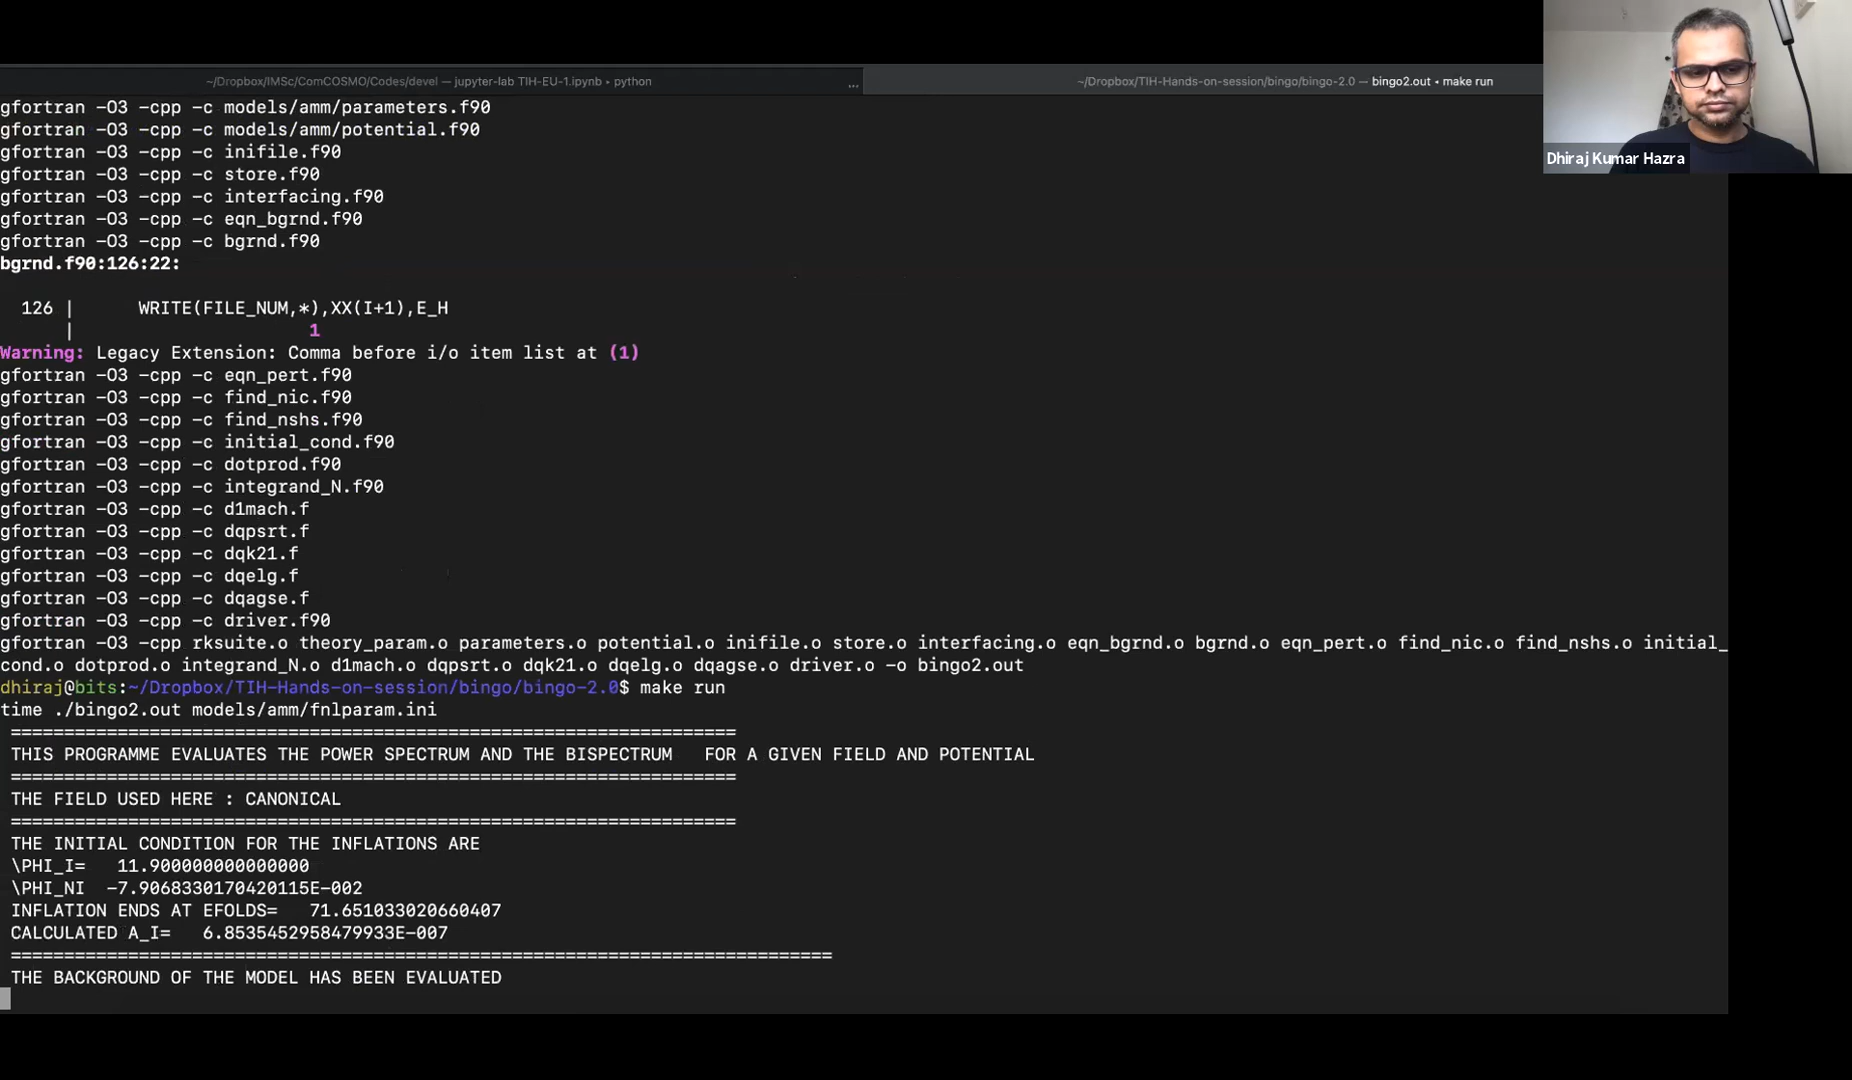 ~/Dropbox/IMSc/ComCOSMO/Codes/devel — jupyter-lab TIH-EU-1.ipynb • python
...
~/Dropbox/TIH-Hands-on-session/bingo/bingo-2.0 — bingo2.out • make run
Dhiraj Kumar Hazra
gfortran -O3 -cpp -c models/amm/parameters.f90
gfortran -O3 -cpp -c models/amm/potential.f90
gfortran -O3 -cpp -c inifile.f90
gfortran -O3 -cpp -c store.f90
gfortran -O3 -cpp -c interfacing.f90
gfortran -O3 -cpp -c eqn_bgrnd.f90
gfortran -O3 -cpp -c bgrnd.f90
bgrnd.f90:126:22:
126 |      WRITE(FILE_NUM,*),XX(I+1),E_H
|                      1
Warning: Legacy Extension: Comma before i/o item list at (1)
gfortran -O3 -cpp -c eqn_pert.f90
gfortran -O3 -cpp -c find_nic.f90
gfortran -O3 -cpp -c find_nshs.f90
gfortran -O3 -cpp -c initial_cond.f90
gfortran -O3 -cpp -c dotprod.f90
gfortran -O3 -cpp -c integrand_N.f90
gfortran -O3 -cpp -c d1mach.f
gfortran -O3 -cpp -c dqpsrt.f
gfortran -O3 -cpp -c dqk21.f
gfortran -O3 -cpp -c dqelg.f
gfortran -O3 -cpp -c dqagse.f
gfortran -O3 -cpp -c driver.f90
gfortran -O3 -cpp rksuite.o theory_param.o parameters.o potential.o inifile.o store.o interfacing.o eqn_bgrnd.o bgrnd.o eqn_pert.o find_nic.o find_nshs.o initial_
cond.o dotprod.o integrand_N.o d1mach.o dqpsrt.o dqk21.o dqelg.o dqagse.o driver.o -o bingo2.out
dhiraj@bits:~/Dropbox/TIH-Hands-on-session/bingo/bingo-2.0$ make run
time ./bingo2.out models/amm/fnlparam.ini
====================================================================
THIS PROGRAMME EVALUATES THE POWER SPECTRUM AND THE BISPECTRUM   FOR A GIVEN FIELD AND POTENTIAL
====================================================================
THE FIELD USED HERE : CANONICAL
====================================================================
THE INITIAL CONDITION FOR THE INFLATIONS ARE
\PHI_I=   11.900000000000000
\PHI_NI  -7.9068330170420115E-002
INFLATION ENDS AT EFOLDS=   71.651033020660407
CALCULATED A_I=   6.8535452958479933E-007
=============================================================================
THE BACKGROUND OF THE MODEL HAS BEEN EVALUATED